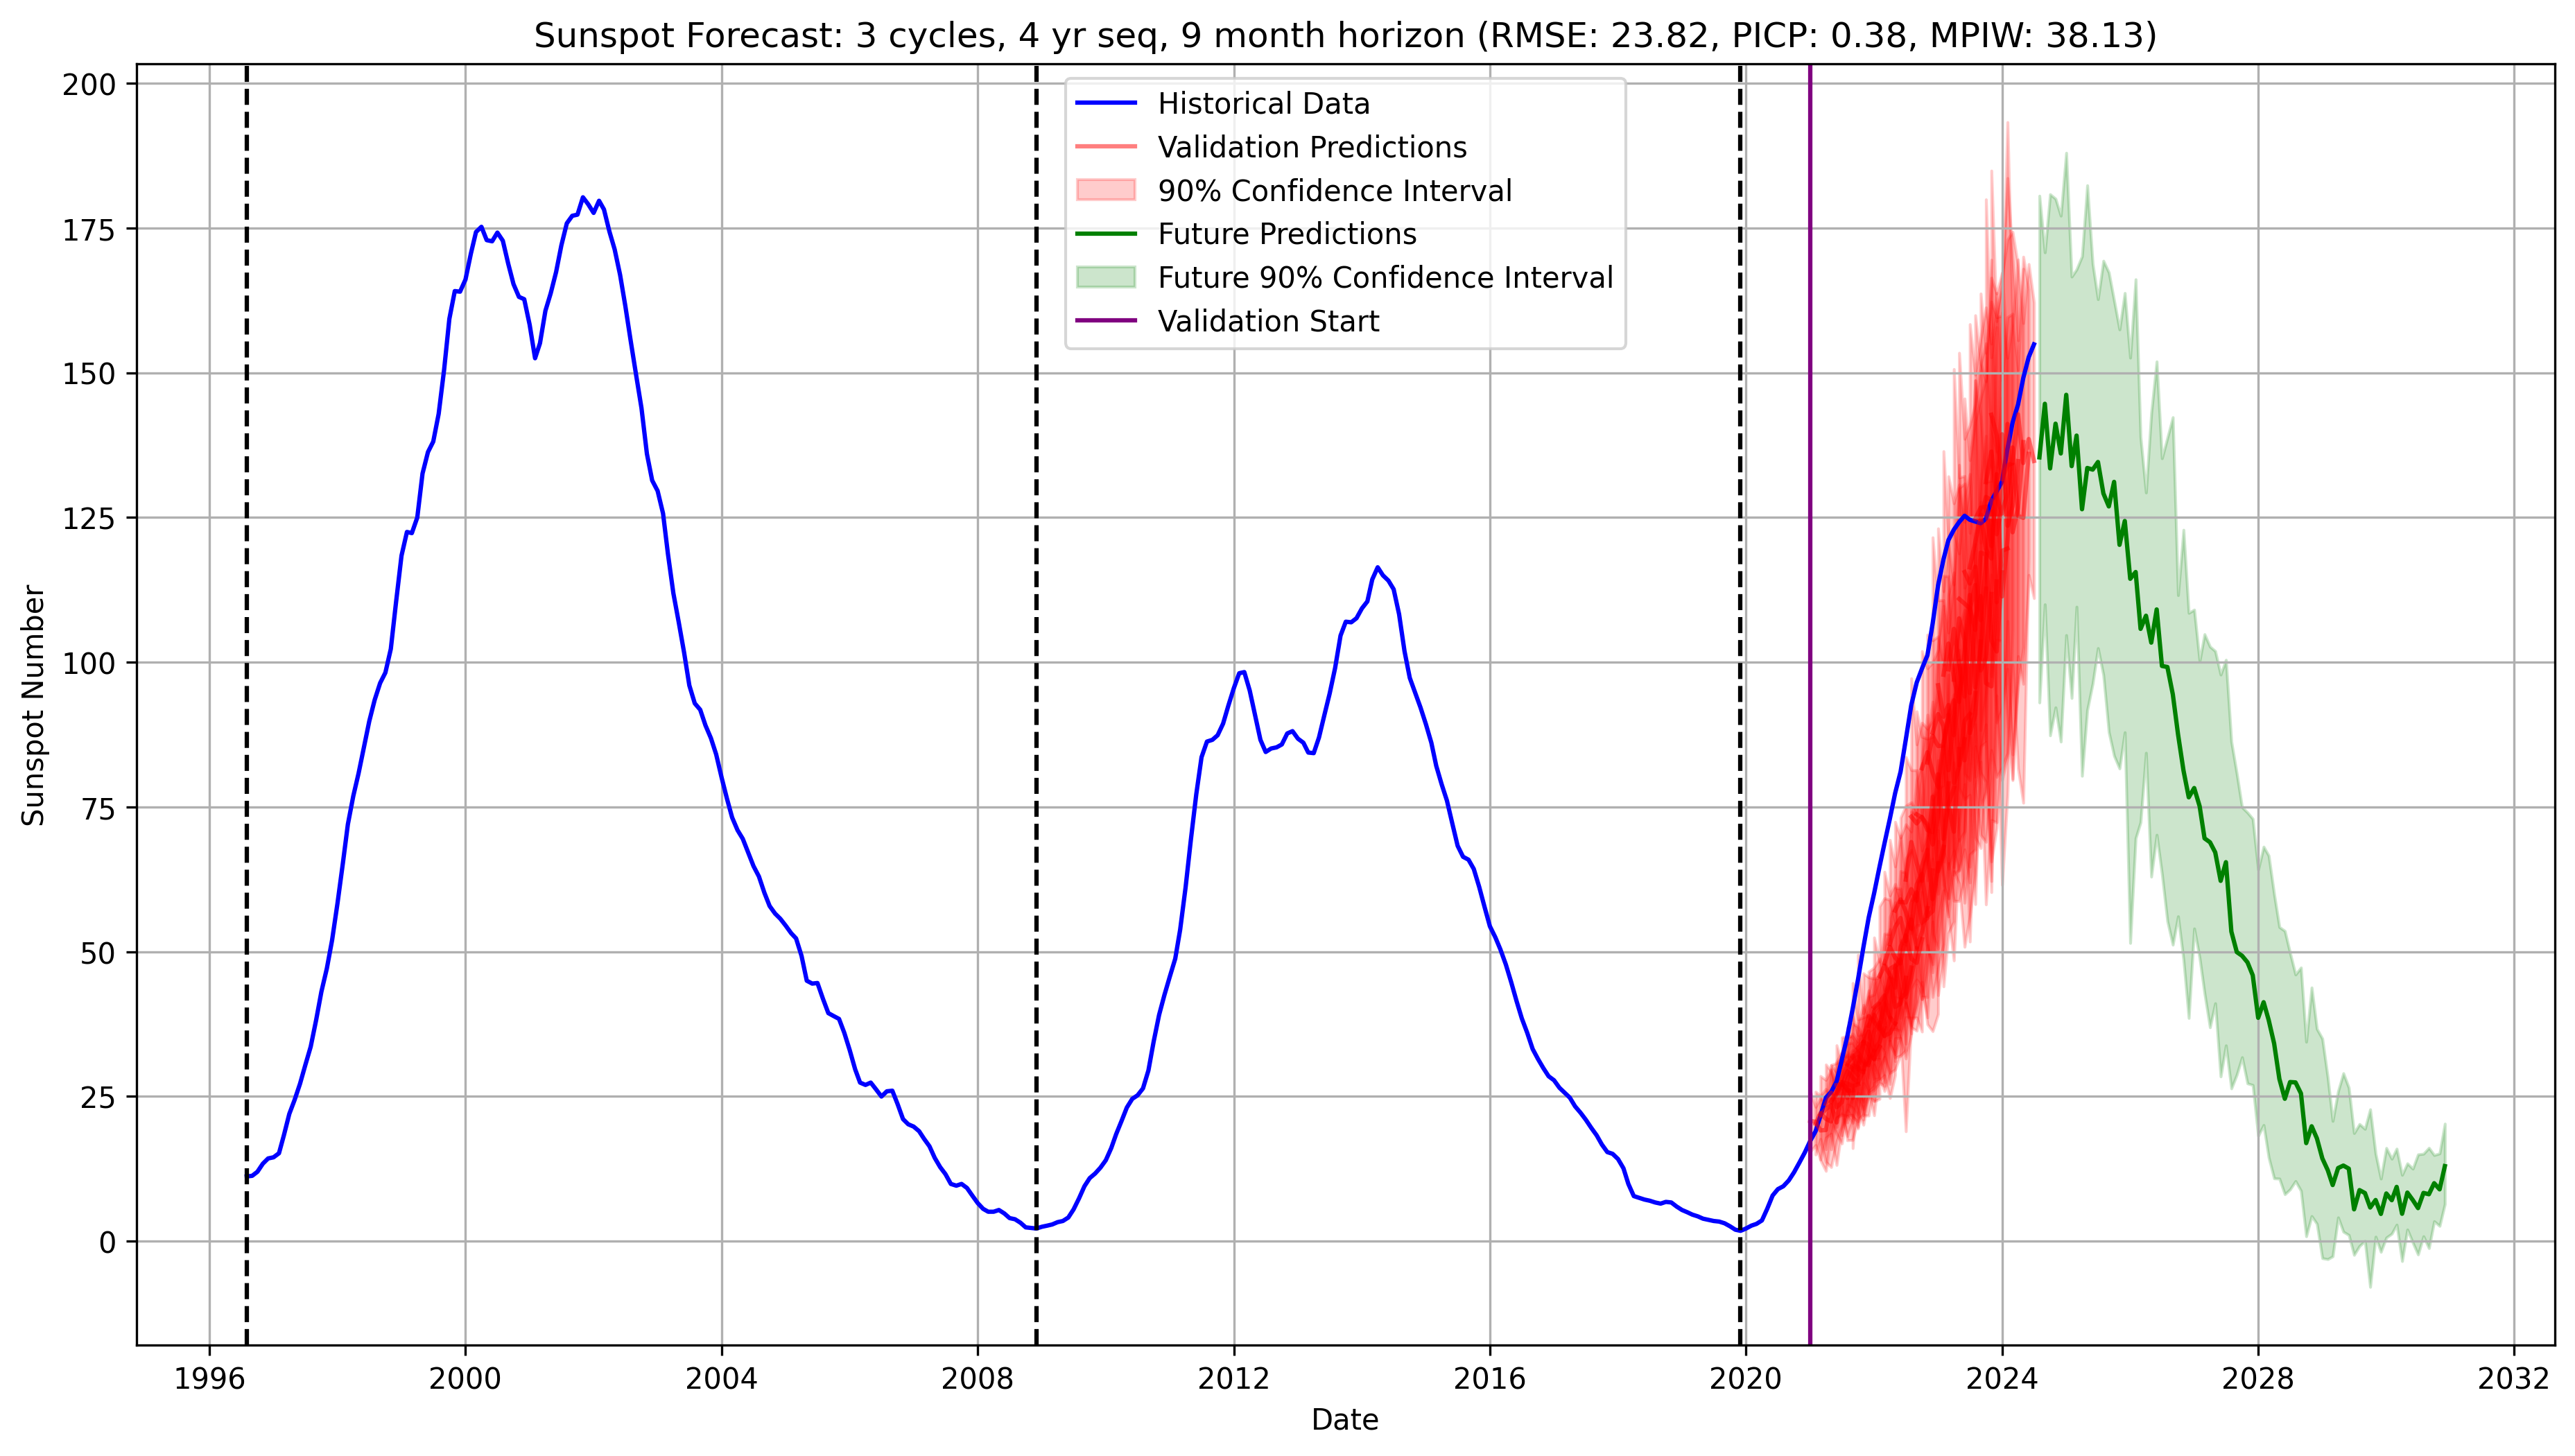 Sunspot Forecast: 3 cycles, 4 yr seq, 9 month horizon (RMSE: 23.82, PICP: 0.38, MPIW: 38.13)
Historical Data
Validation Predictions
90% Confidence Interval
Future Predictions
Future 90% Confidence Interval
Validation Start
Sunspot Number
200
175
150
125
100
75
50
25
0
1996 2000 2004 2008 2012 2016 2020 2024 2028 2032
Date